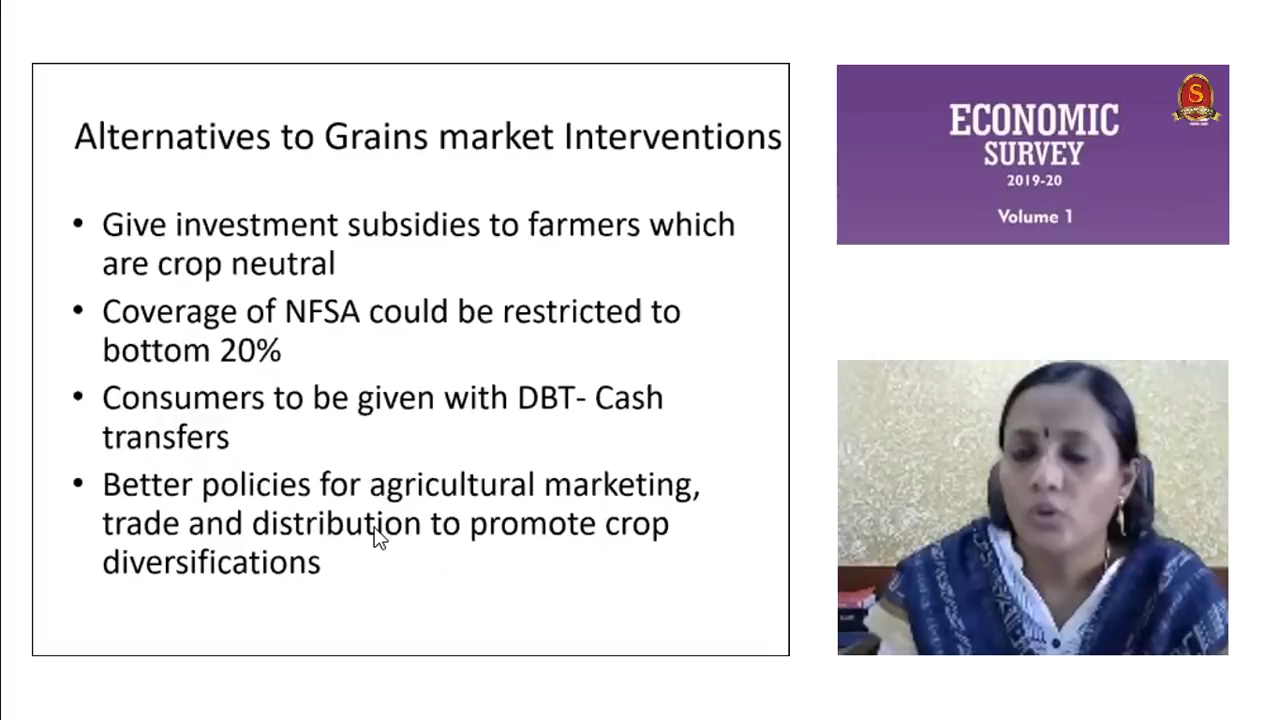 Alternatives to Grains market Interventions
• Give investment subsidies to farmers which
are crop neutral
• Coverage of NFSA could be restricted to
bottom 20%
• Consumers to be given with DBT- Cash
transfers
• Better policies for agricultural marketing,
trade and distribution to promote crop
diversifications
ECONOMIC
SURVEY
2019-20
Volume 1
S